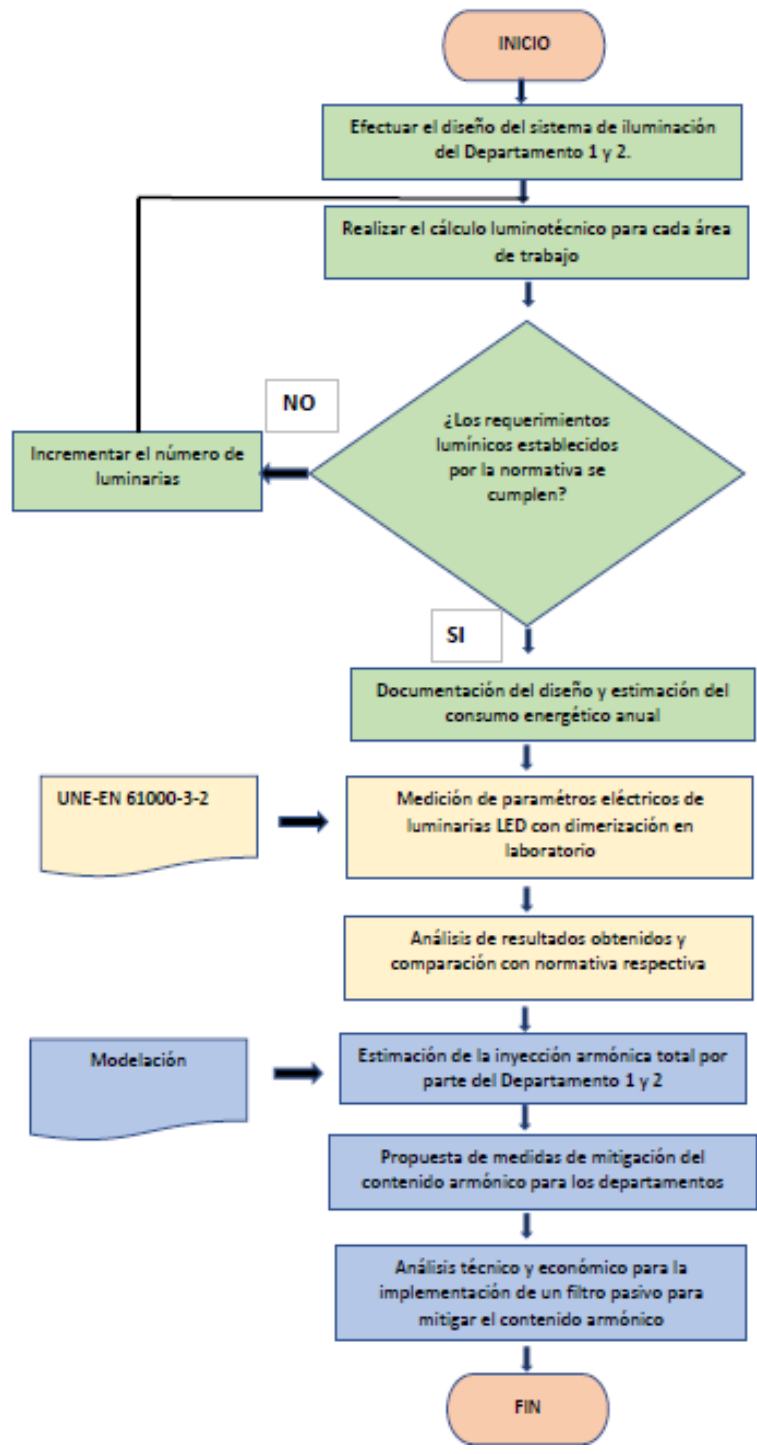 INICIO
Efectuar el diseño del sistema de iluminación
del Departamento 1 y 2.
Realizar el cálculo luminotécnico para cada área
de trabajo
¿Los requerimientos
lumínicos establecidos
por la normativa se
cumplen?
NO
Incrementar el número de
luminarias
SI
Documentación del diseño y estimación del
consumo energético anual
UNE-EN 61000-3-2
Medición de paramétros eléctricos de
luminarias LED con dimerización en
laboratorio
Análisis de resultados obtenidos y
comparación con normativa respectiva
Modelación
Estimación de la inyección armónica total por
parte del Departamento 1 y 2
Propuesta de medidas de mitigación del
contenido armónico para los departamentos
Análisis técnico y económico para la
implementación de un filtro pasivo para
mitigar el contenido armónico
FIN